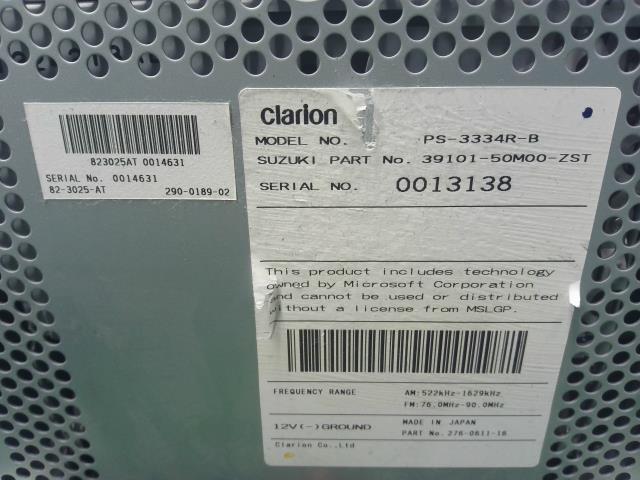 823025AT 0014631
SERIAL No. 0014631
82-3025-AT 290-0189-02
clarion
MODEL NO. PS-3334R-B
SUZUKI PART No. 39101-50M00-ZST
SERIAL NO. 0013138
This product includes technology
owned by Microsoft Corporation
and cannot be used or distributed
without a license from MSLGP.
FREQUENCY RANGE AM:522kHz-1629kHz
FM:76.0MHz-90.0MHz
12V(-)GROUND MADE IN JAPAN
PART No. 276-0611-16
Clarion Co.,Ltd